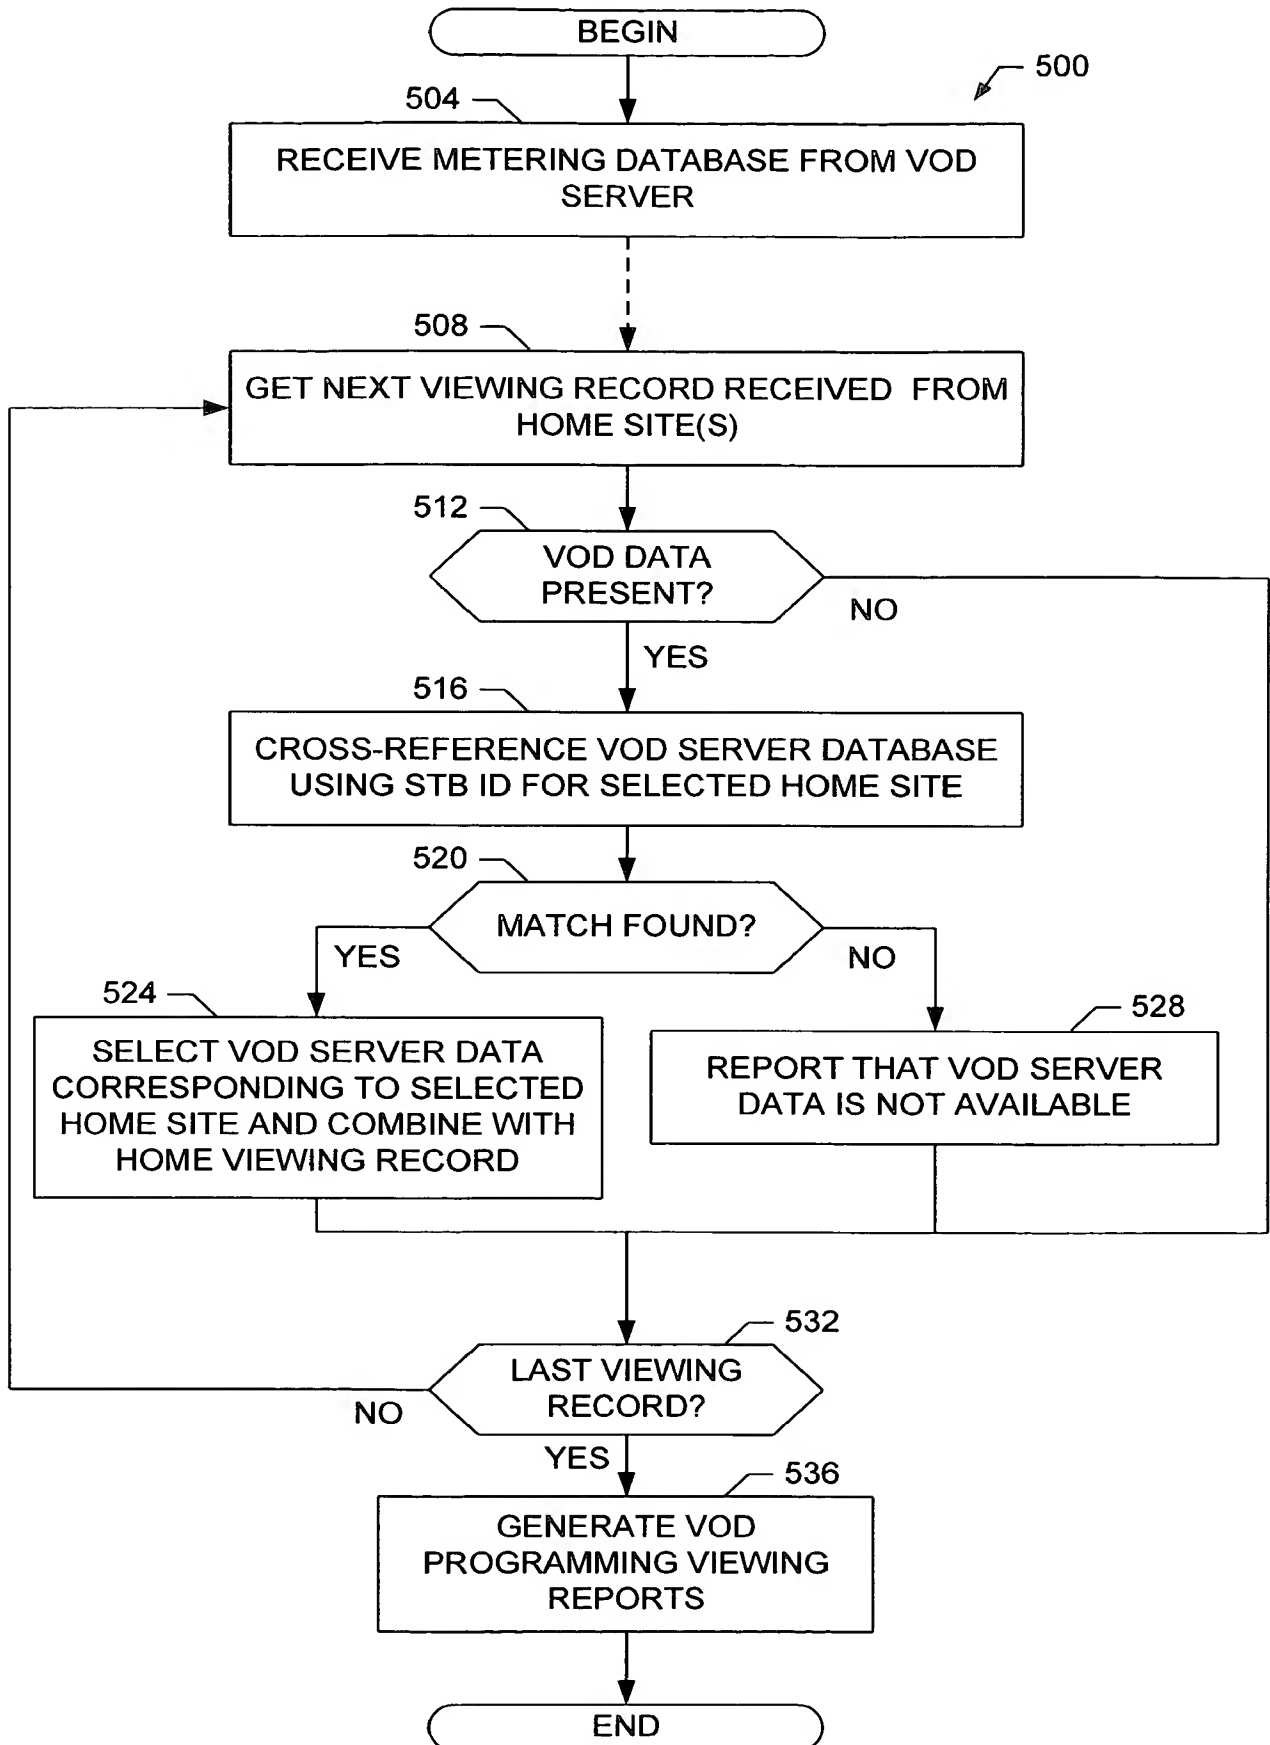 BEGIN
500
504
RECEIVE METERING DATABASE FROM VOD
SERVER
508
GET NEXT VIEWING RECORD RECEIVED FROM
HOME SITE(S)
512
VOD DATA
PRESENT?
NO
YES
516
CROSS-REFERENCE VOD SERVER DATABASE
USING STB ID FOR SELECTED HOME SITE
520
MATCH FOUND?
YES
NO
524
SELECT VOD SERVER DATA
CORRESPONDING TO SELECTED
HOME SITE AND COMBINE WITH
HOME VIEWING RECORD
528
REPORT THAT VOD SERVER
DATA IS NOT AVAILABLE
532
LAST VIEWING
RECORD?
NO
YES
536
GENERATE VOD
PROGRAMMING VIEWING
REPORTS
END